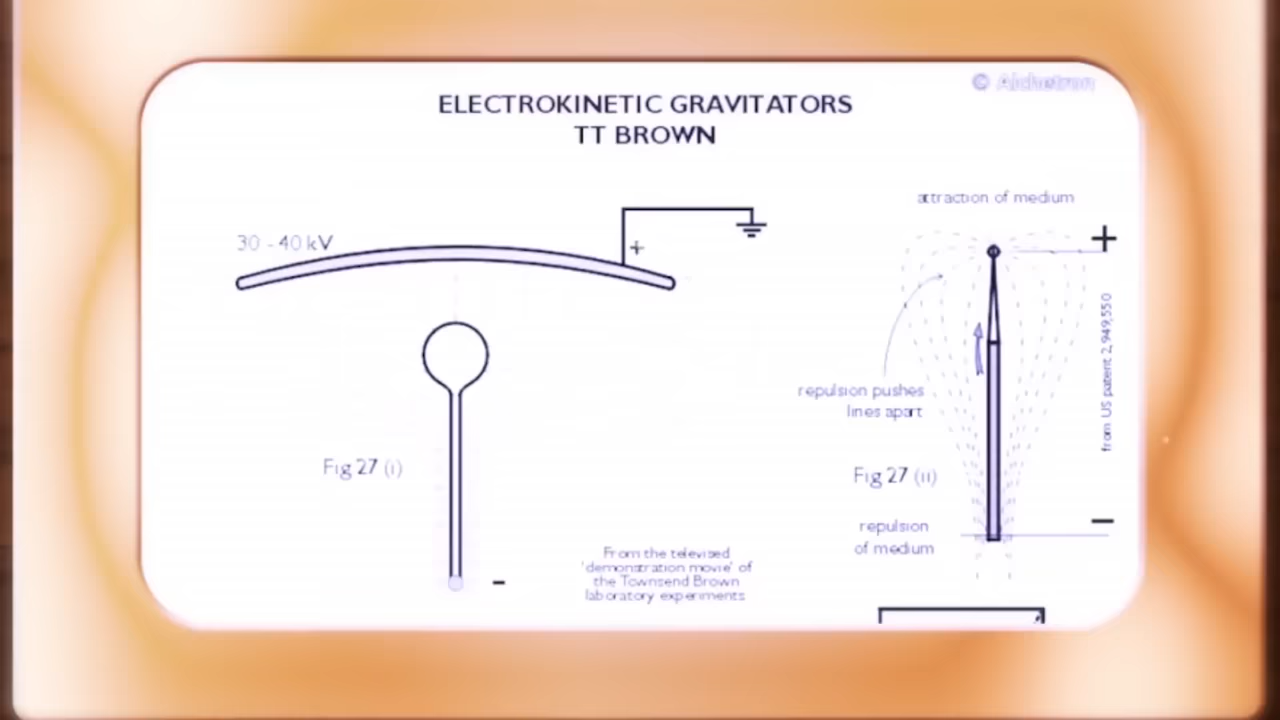 © Alchetron
ELECTROKINETIC GRAVITATORS
TT BROWN
attraction of medium
30 - 40 kV
+
+
from US patent 2,949,550
repulsion pushes
lines apart
Fig 27 (i)
Fig 27 (ii)
repulsion
of medium
-
-
From the televised
'demonstration movie' of
the Townsend Brown
laboratory experiments